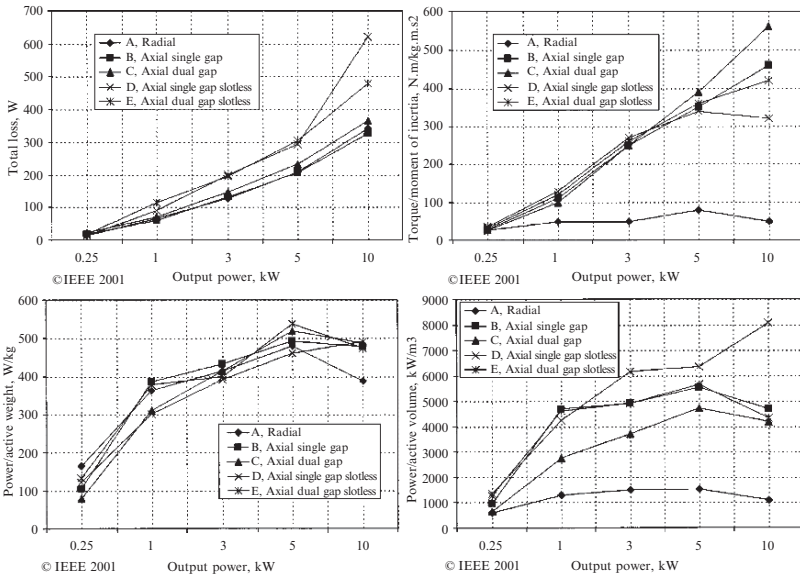 700
600
500
400
300
200
100
0
Total loss, W
A, Radial
B, Axial single gap
C, Axial dual gap
D, Axial single gap slotless
E, Axial dual gap slotless
0.25 1 3 5 10
© IEEE 2001 Output power, kW
600
500
400
300
200
100
0
Torque/moment of inertia, N.m/kg.m.s2
A, Radial
B, Axial single gap
C, Axial dual gap
D, Axial single gap slotless
E, Axial dual gap slotless
0.25 1 3 5 10
© IEEE 2001 Output power, kW
600
500
400
300
200
100
0
Power/active weight, W/kg
A, Radial
B, Axial single gap
C, Axial dual gap
D, Axial single gap slotless
E, Axial dual gap slotless
0.25 1 3 5 10
© IEEE 2001 Output power, kW
9000
8000
7000
6000
5000
4000
3000
2000
1000
0
Power/active volume, kW/m3
A, Radial
B, Axial single gap
C, Axial dual gap
D, Axial single gap slotless
E, Axial dual gap slotless
0.25 1 3 5 10
© IEEE 2001 Output power, kW